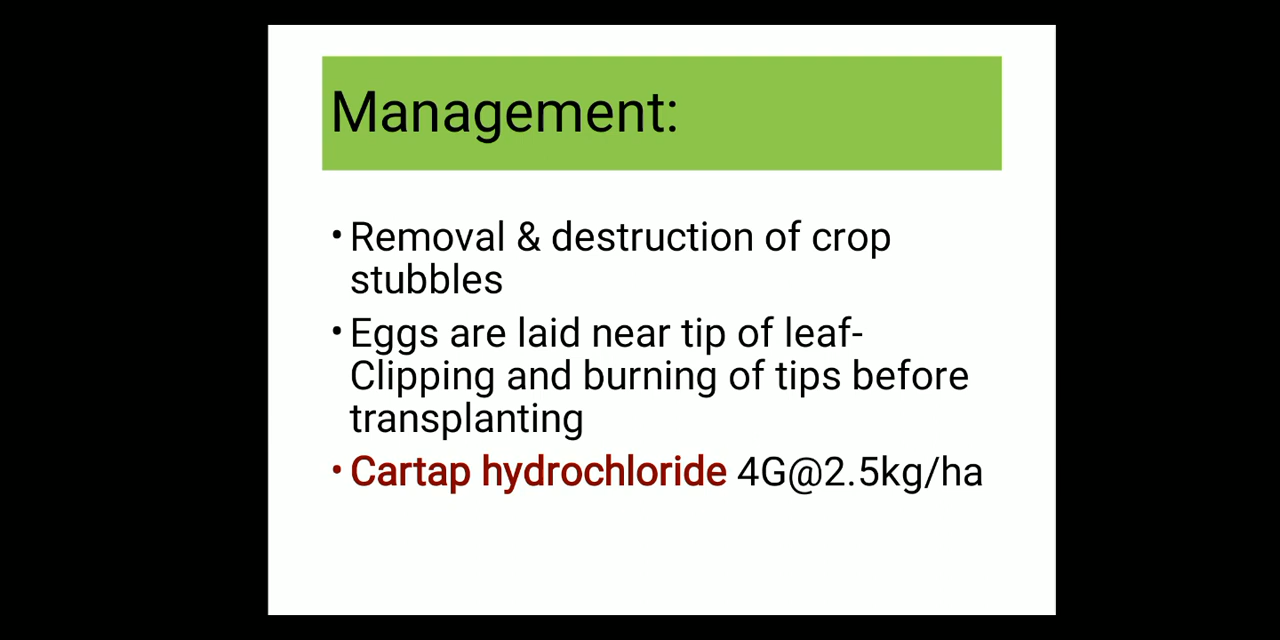 Management:
• Removal & destruction of crop
stubbles
• Eggs are laid near tip of leaf-
Clipping and burning of tips before
transplanting
• Cartap hydrochloride 4G@2.5kg/ha